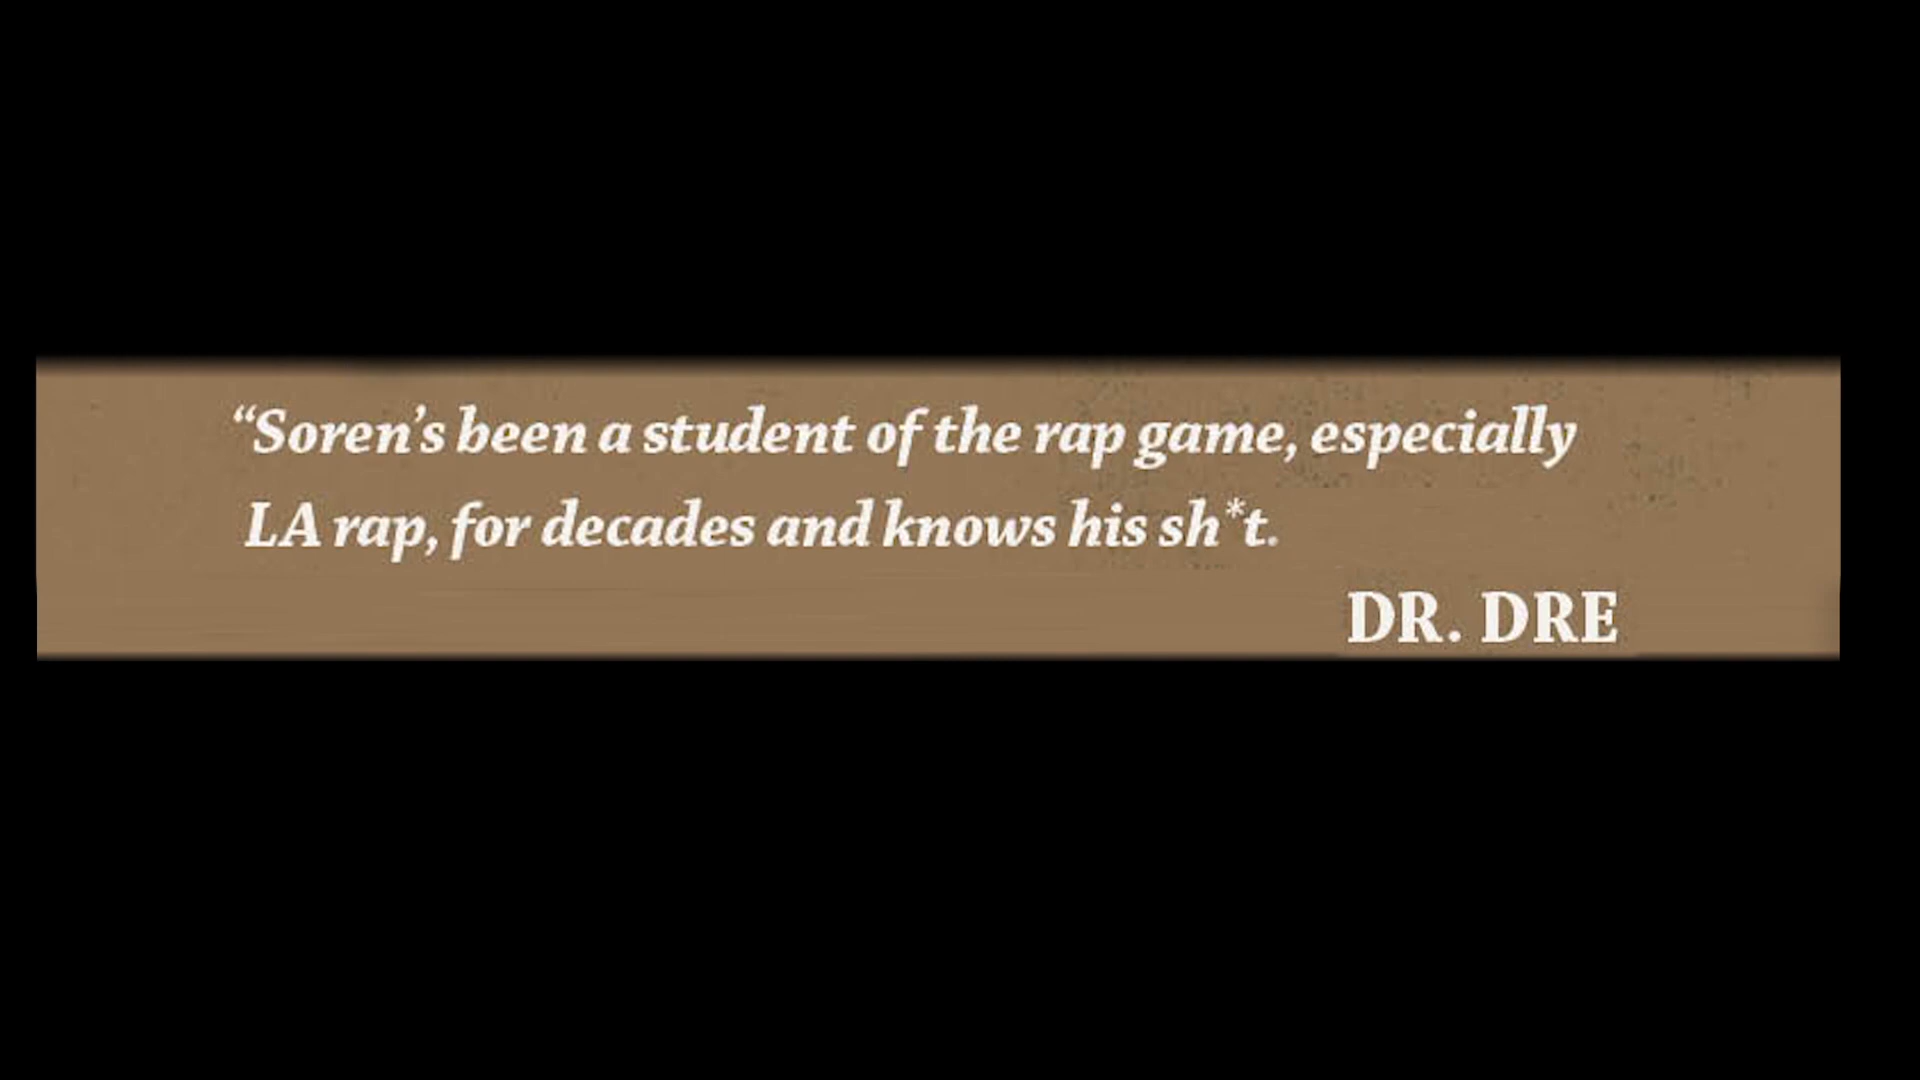 “Soren’s been a student of the rap game, especially
LA rap, for decades and knows his sh*t.
DR. DRE